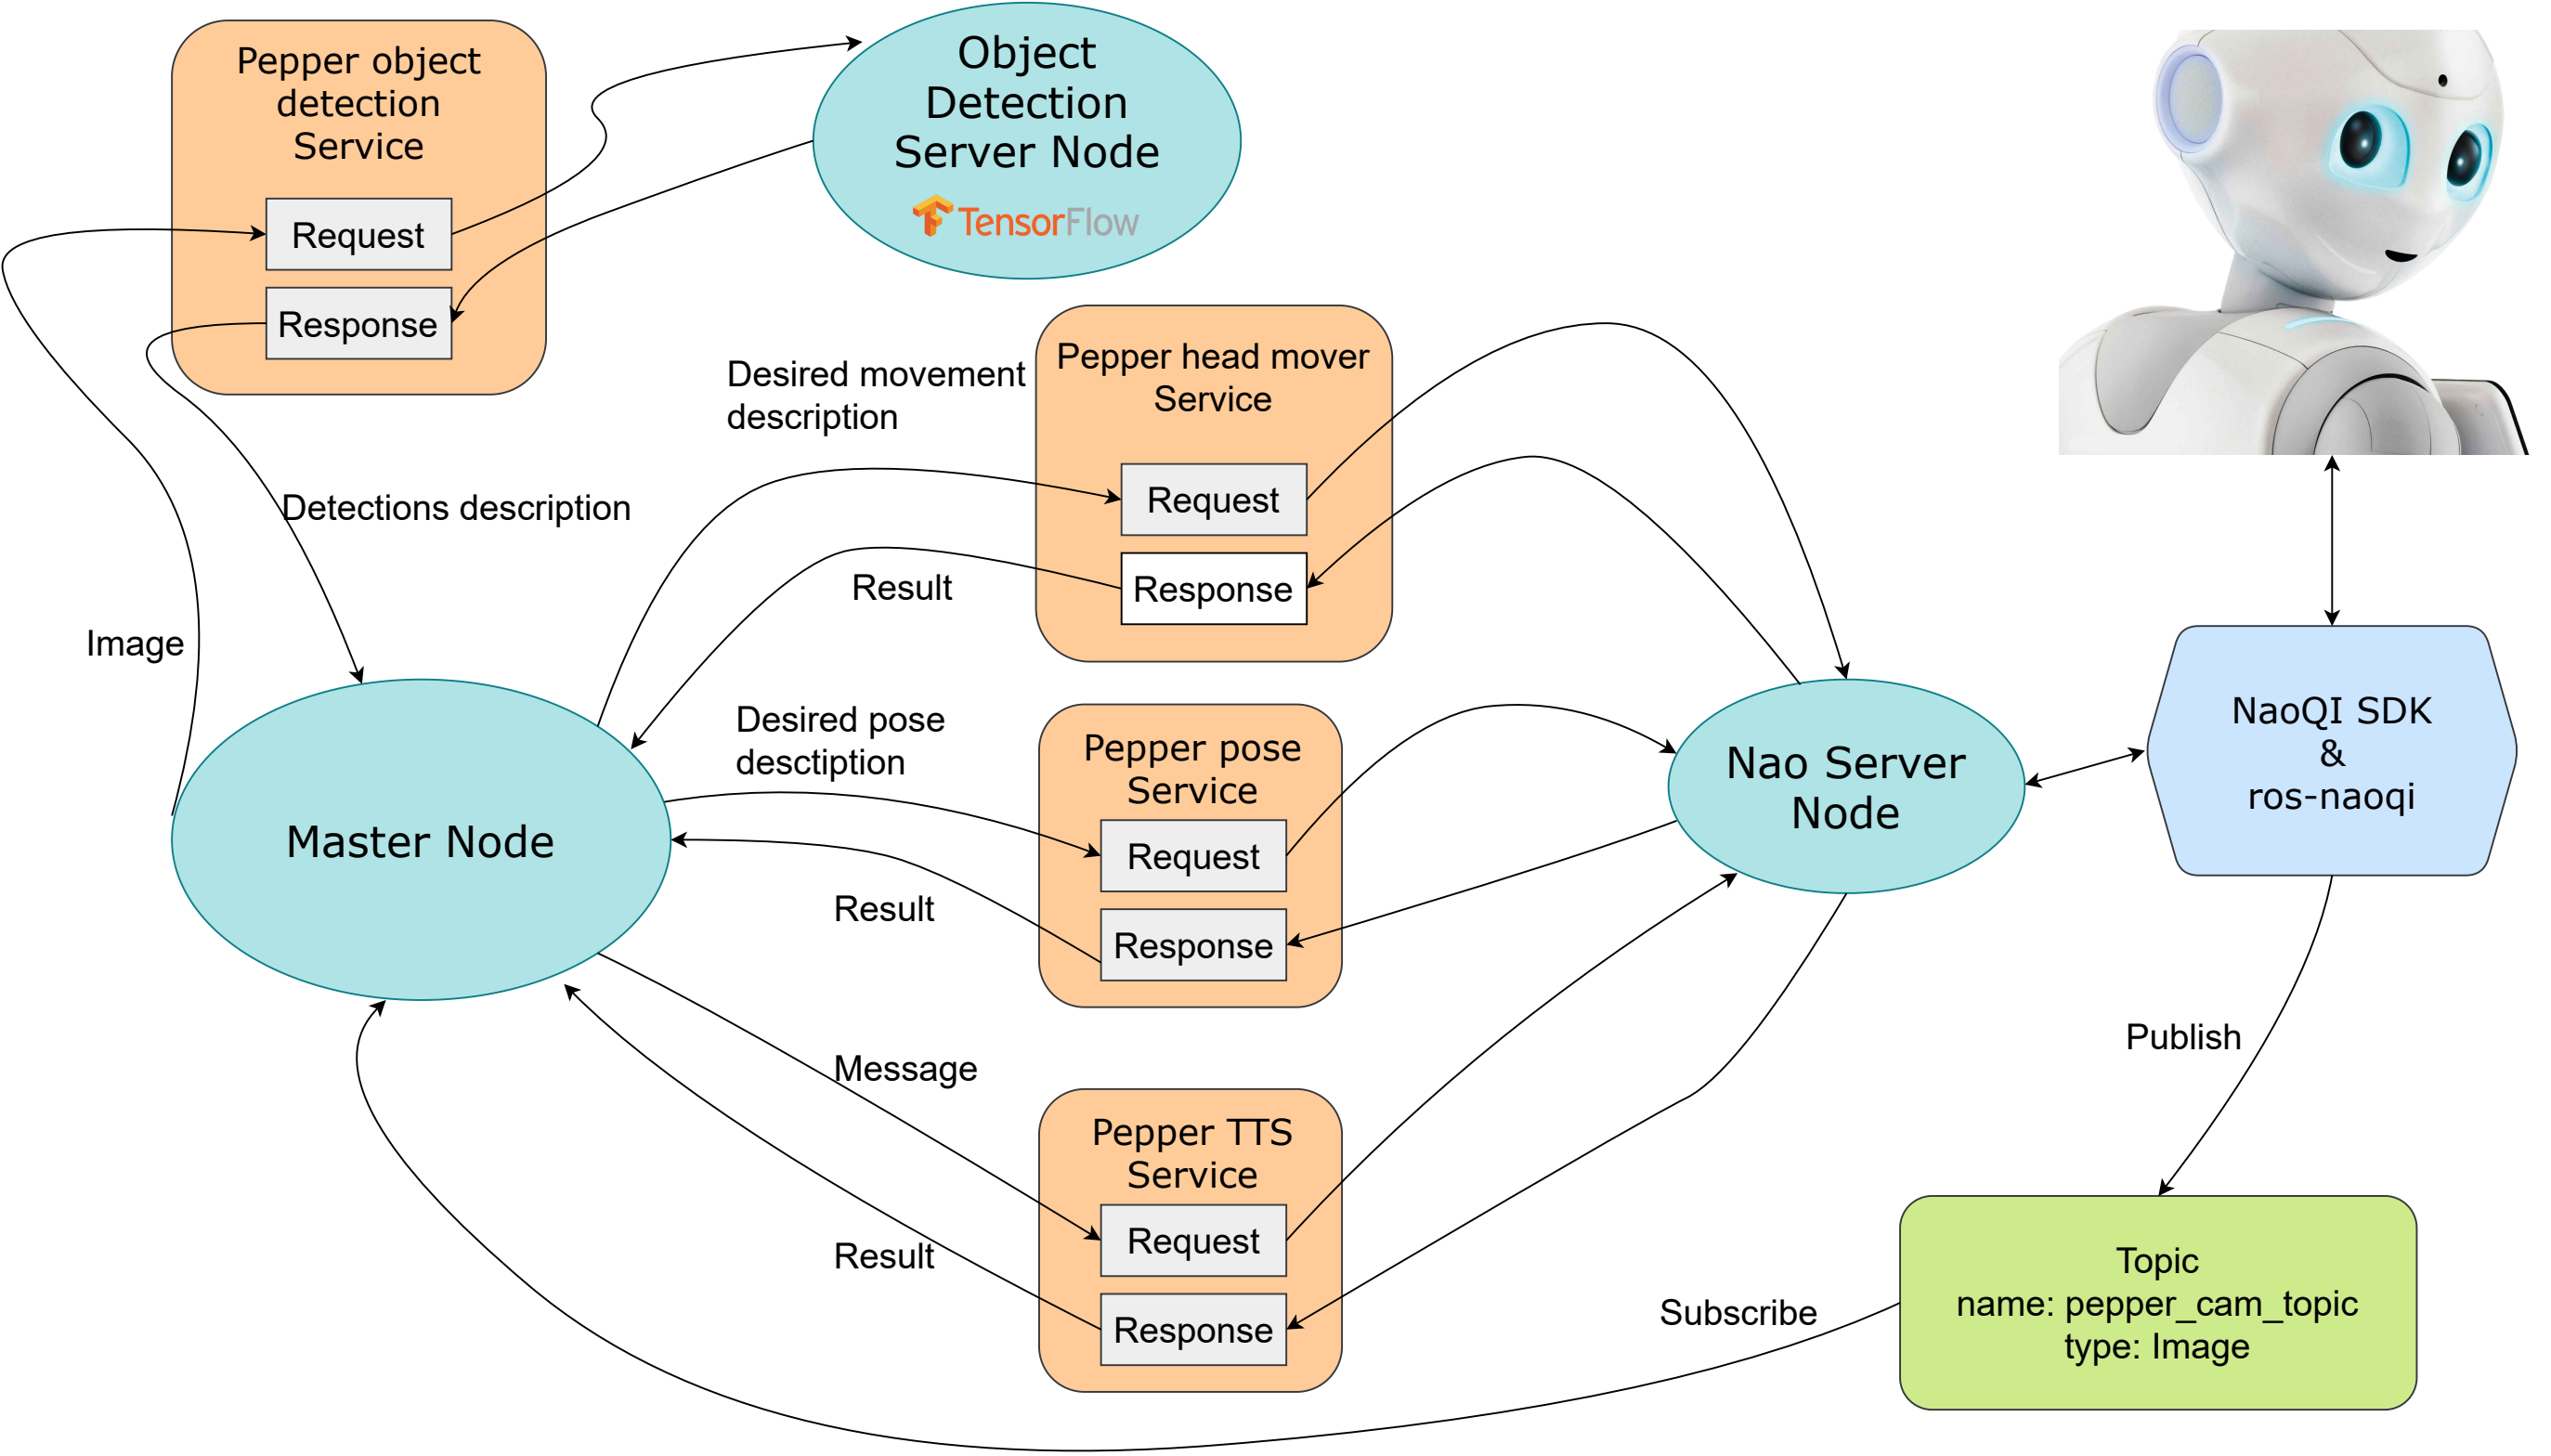 Pepper object
detection
Service
Request
Response
Object
Detection
Server Node
TensorFlow
Desired movement
description
Pepper head mover
Service
Request
Response
Detections description
Result
Image
Desired pose
desctiption
Pepper pose
Service
Request
Response
Result
Master Node
Nao Server
Node
NaoQI SDK
&
ros-naoqi
Publish
Message
Pepper TTS
Service
Request
Response
Result
Subscribe
Topic
name: pepper_cam_topic
type: Image